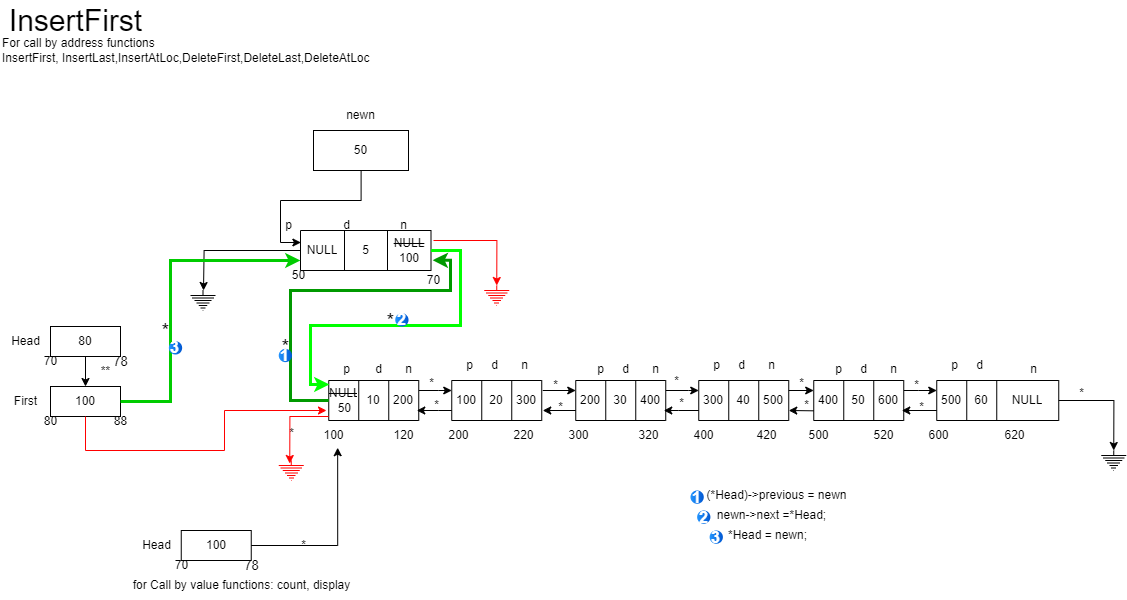 InsertFirst
For call by address functions
InsertFirst, InsertLast,InsertAtLoc,DeleteFirst,DeleteLast,DeleteAtLoc
newn
50
p d n
NULL 5 NULL
100
50 70
* 2
* 3
* 1
Head 80
70 78
**
First 100
80 88
p d n p d n p d n p d n p d n p d n
NULL
50 10 200 * * 100 20 300 * * 200 30 400 * * 300 40 500 * * 400 50 600 * * 500 60 NULL *
100 120 200 220 300 320 400 420 500 520 600 620
*
1 (*Head)->previous = newn
2 newn->next =*Head;
3 *Head = newn;
Head 100 *
70 78
for Call by value functions: count, display